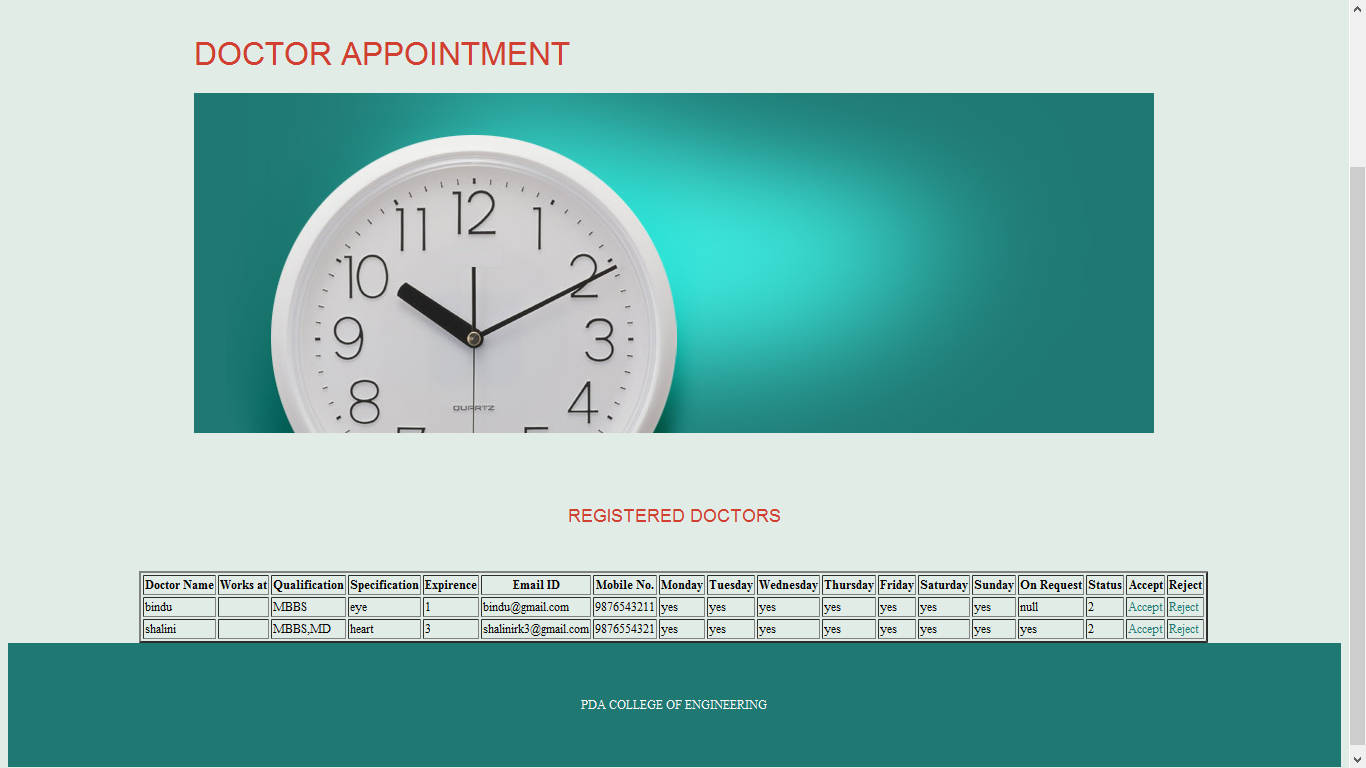 DOCTOR APPOINTMENT
12
11 1
10 2
9 3
8 4
QUARTZ
7 5
REGISTERED DOCTORS
Doctor Name Works at Qualification Specification Expirence Email ID Mobile No. Monday Tuesday Wednesday Thursday Friday Saturday Sunday On Request Status Accept Reject
bindu MBBS eye 1 bindu@gmail.com 9876543211 yes yes yes yes yes yes yes null 2 Accept Reject
shalini MBBS,MD heart 3 shalinirk3@gmail.com 9876554321 yes yes yes yes yes yes yes yes 2 Accept Reject
PDA COLLEGE OF ENGINEERING